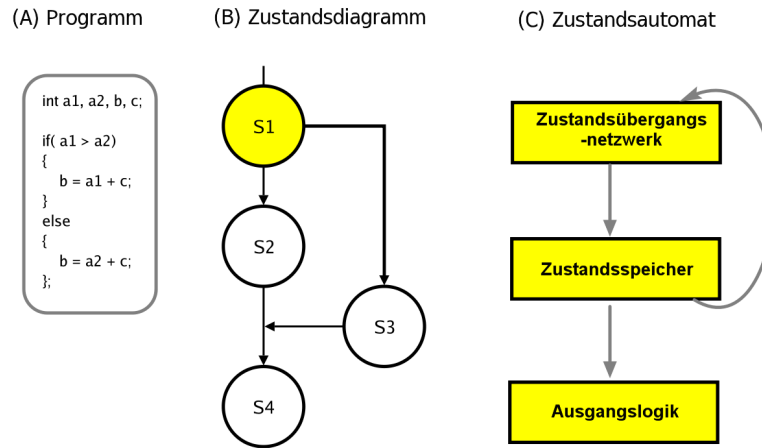 (A) Programm
int a1, a2, b, c;
if( a1 > a2)
{
b = a1 + c;
}
else
{
b = a2 + c;
};
(B) Zustandsdiagramm
S1
S2
S3
S4
(C) Zustandsautomat
Zustandsübergangs
-netzwerk
Zustandsspeicher
Ausgangslogik